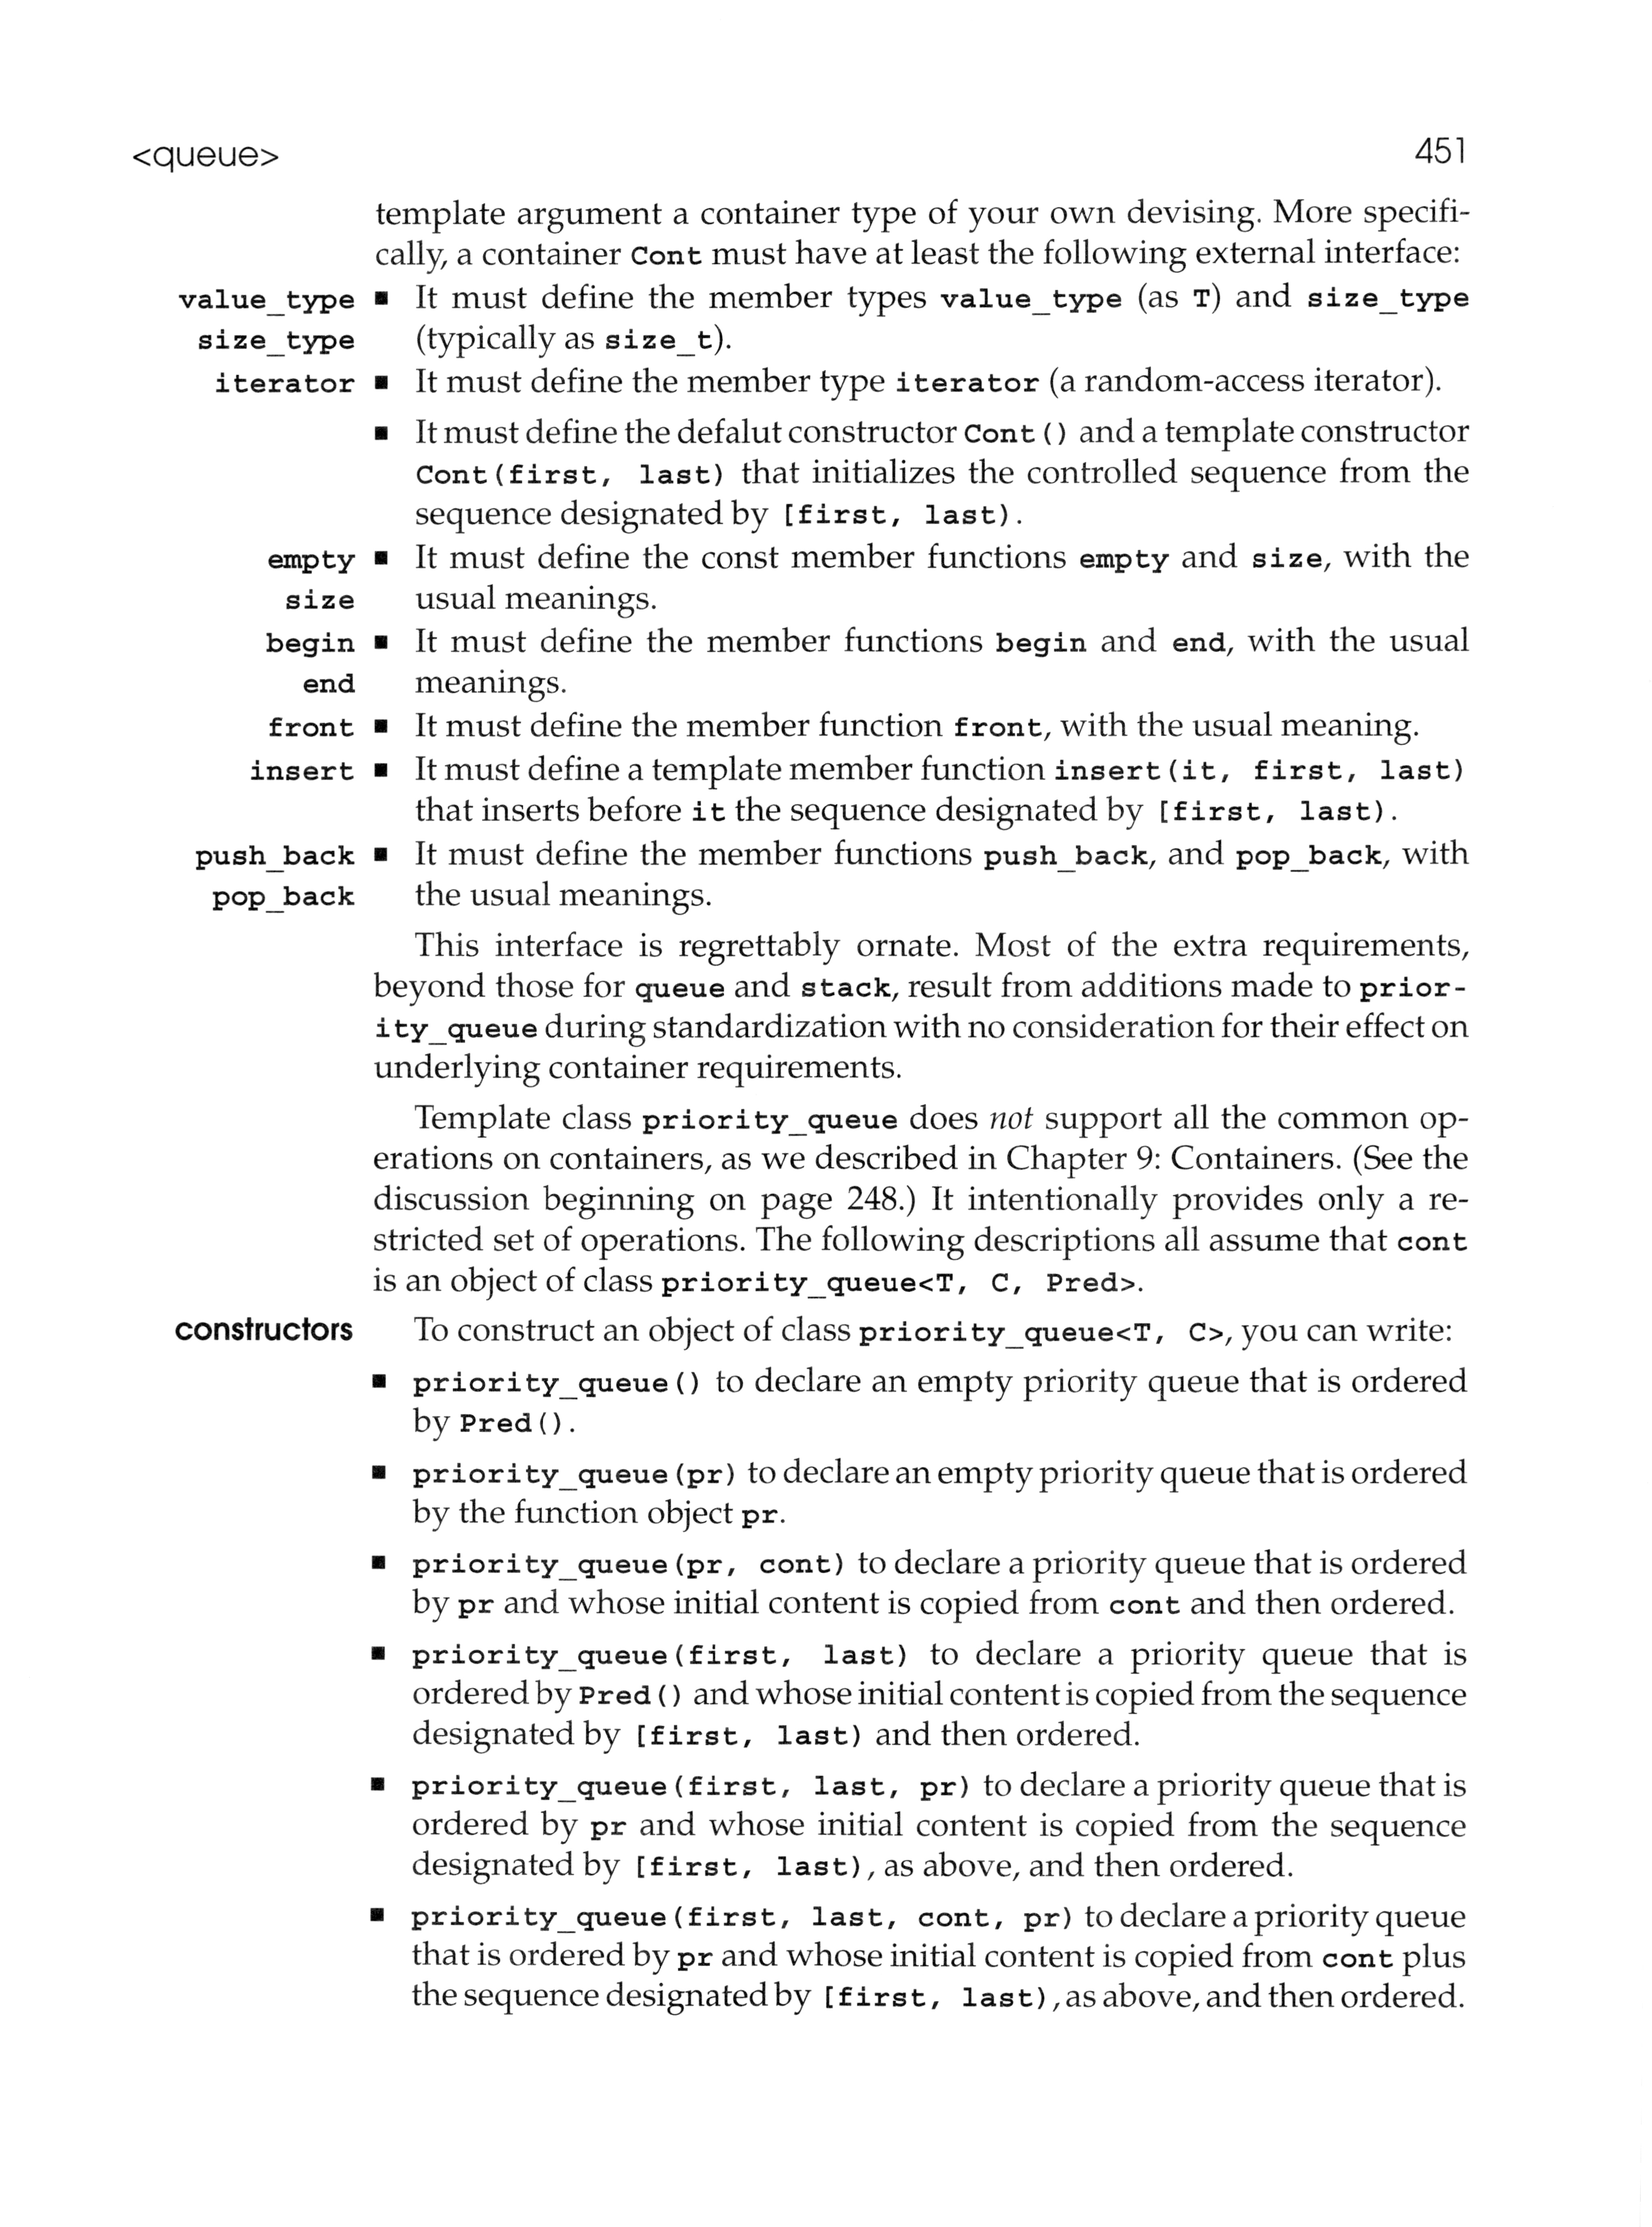 <queue> 451
template argument a container type of your own devising. More specifi-
cally, a container Cont must have at least the following external interface:
value_type ■ It must define the member types value_type (as T) and size_type
size_type (typically as size_t).
iterator ■ It must define the member type iterator (a random-access iterator).
■ It must define the defalut constructor Cont() and a template constructor
Cont(first, last) that initializes the controlled sequence from the
sequence designated by [first, last).
empty ■ It must define the const member functions empty and size, with the
size usual meanings.
begin ■ It must define the member functions begin and end, with the usual
end meanings.
front ■ It must define the member function front, with the usual meaning.
insert ■ It must define a template member function insert(it, first, last)
that inserts before it the sequence designated by [first, last).
push_back ■ It must define the member functions push_back, and pop_back, with
pop_back the usual meanings.
This interface is regrettably ornate. Most of the extra requirements,
beyond those for queue and stack, result from additions made to prior-
ity_queue during standardization with no consideration for their effect on
underlying container requirements.
Template class priority_queue does not support all the common op-
erations on containers, as we described in Chapter 9: Containers. (See the
discussion beginning on page 248.) It intentionally provides only a re-
stricted set of operations. The following descriptions all assume that cont
is an object of class priority_queue<T, C, Pred>.
constructors To construct an object of class priority_queue<T, C>, you can write:
■ priority_queue() to declare an empty priority queue that is ordered
by Pred().
■ priority_queue(pr) to declare an empty priority queue that is ordered
by the function object pr.
■ priority_queue(pr, cont) to declare a priority queue that is ordered
by pr and whose initial content is copied from cont and then ordered.
■ priority_queue(first, last) to declare a priority queue that is
ordered by Pred() and whose initial content is copied from the sequence
designated by [first, last) and then ordered.
■ priority_queue(first, last, pr) to declare a priority queue that is
ordered by pr and whose initial content is copied from the sequence
designated by [first, last), as above, and then ordered.
■ priority_queue(first, last, cont, pr) to declare a priority queue
that is ordered by pr and whose initial content is copied from cont plus
the sequence designated by [first, last), as above, and then ordered.